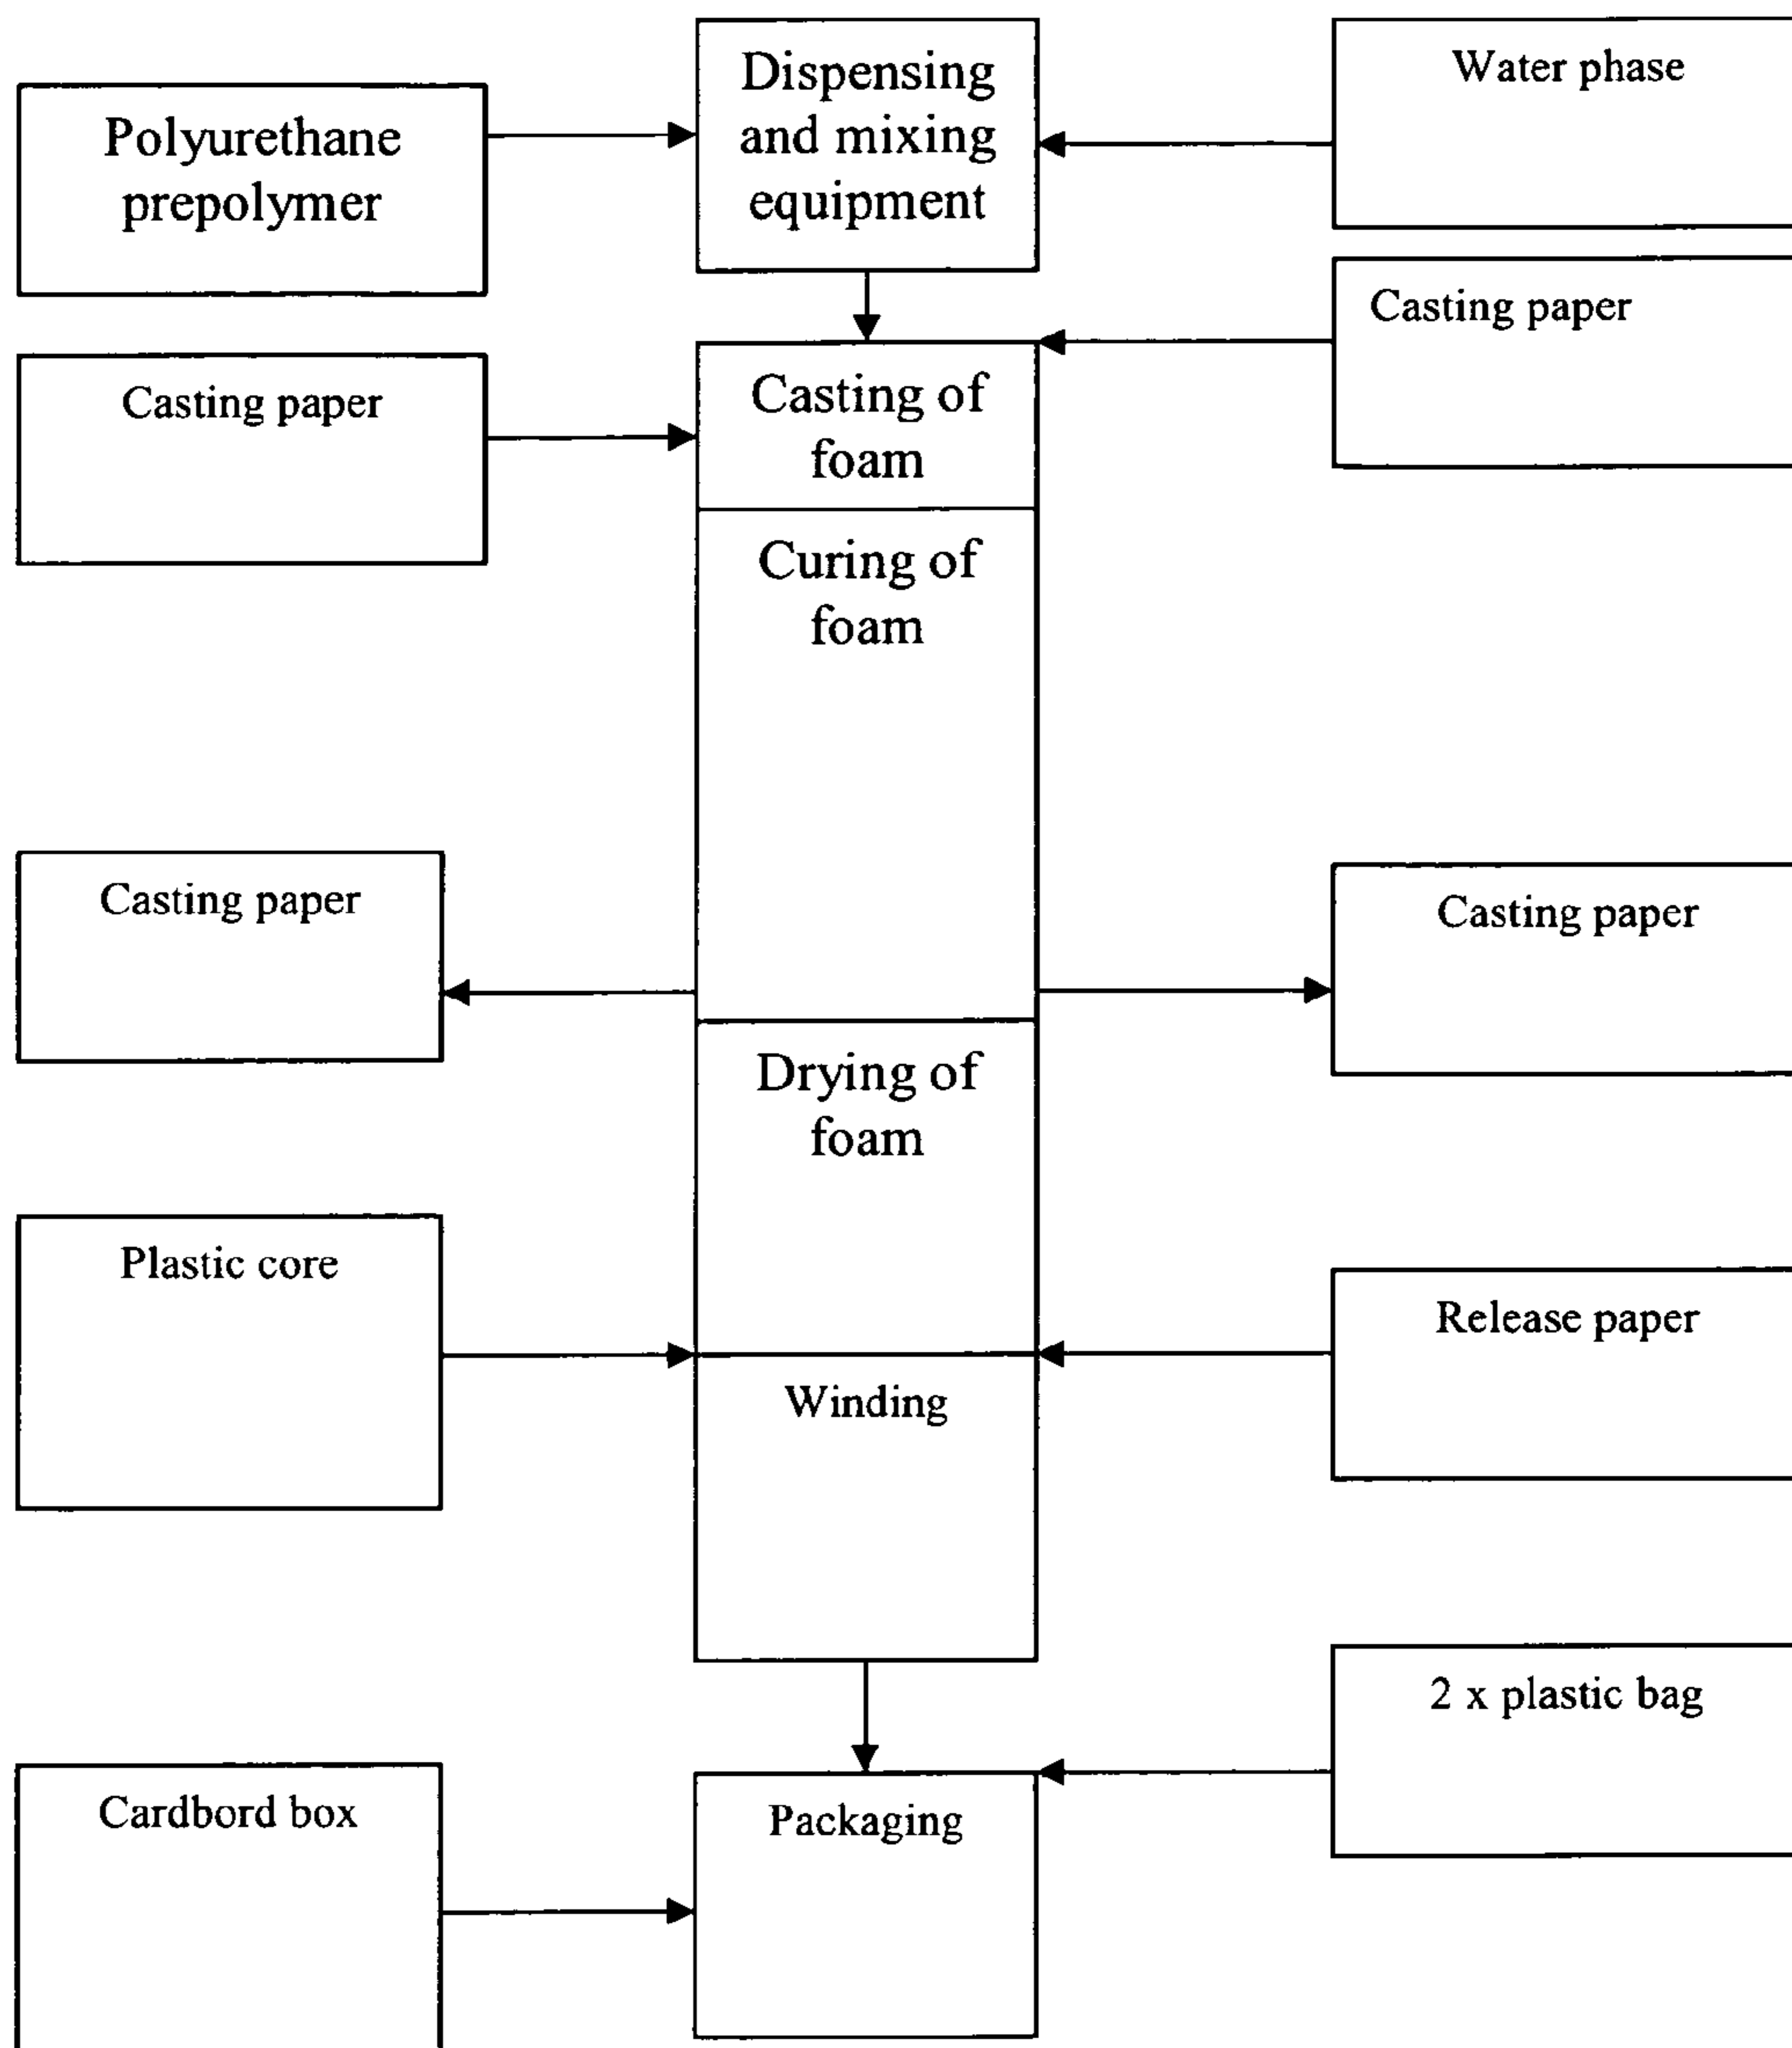 Polyurethane
prepolymer
Dispensing
and mixing
equipment
Water phase
Casting paper
Casting paper
Casting of
foam
Curing of
foam
Casting paper
Casting paper
Drying of
foam
Plastic core
Release paper
Winding
2 x plastic bag
Cardbord box
Packaging